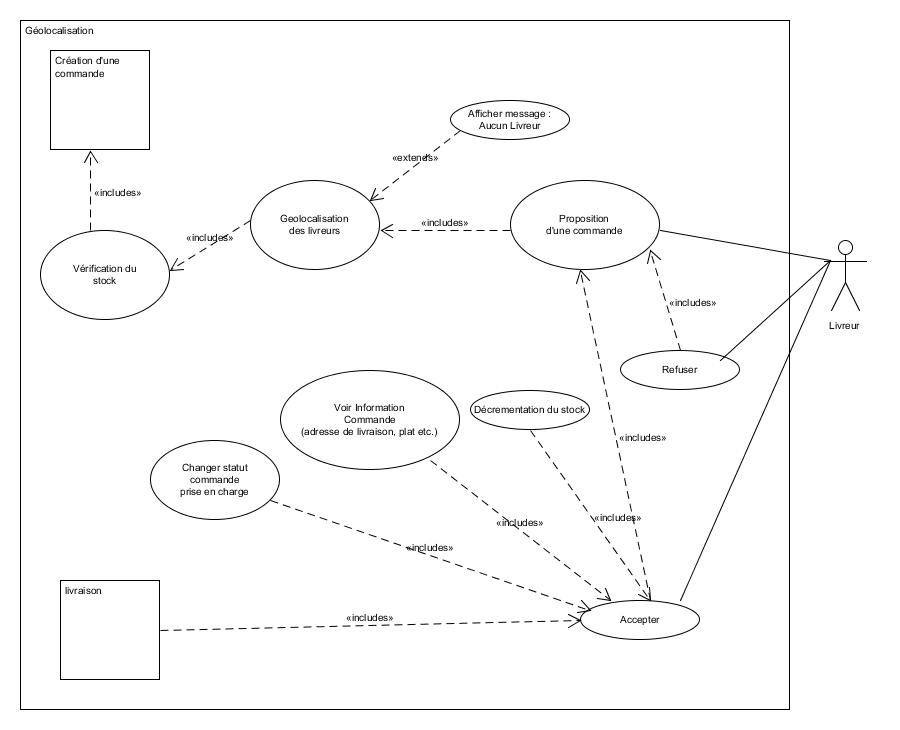 Géolocalisation
Création d'une
commande
Afficher message :
Aucun Livreur
«extends»
«includes»
Geolocalisation
des livreurs
«includes»
Proposition
d'une commande
«includes»
Vérification du
stock
«includes»
Livreur
Refuser
Voir Information
Commande
(adresse de livraison, plat etc.)
Décrementation du stock
«includes»
Changer statut
commande
prise en charge
«includes»
«includes»
«includes»
livraison
«includes»
Accepter